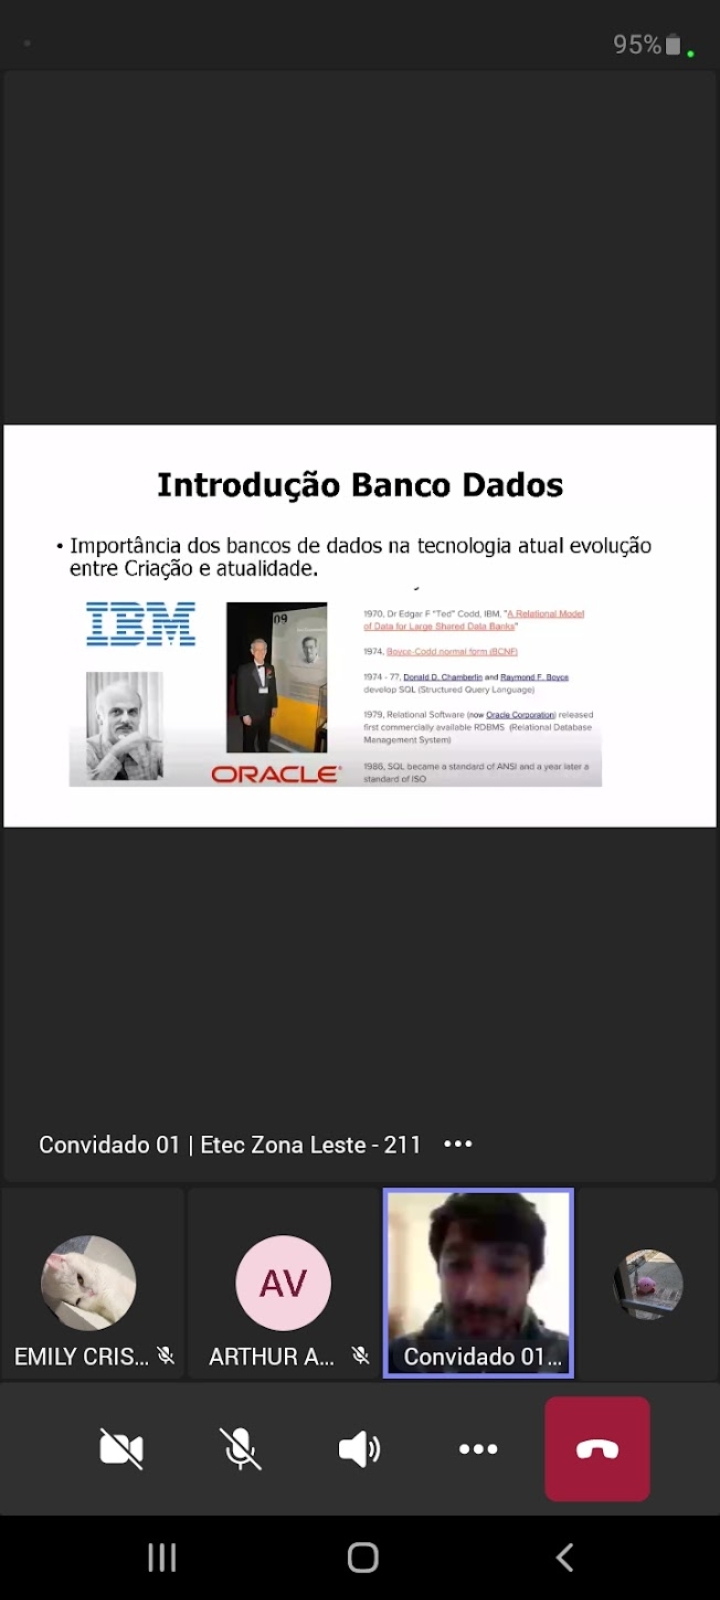 95%
Introdução Banco Dados
• Importância dos bancos de dados na tecnologia atual evolução
entre Criação e atualidade.
IBM
09
ORACLE
1970, Dr Edgar F "Ted" Codd, IBM, "A Relational Model
of Data for Large Shared Data Banks"
1974, Boyce-Codd normal form (BCNF)
1974 - 77, Donald D. Chamberlin and Raymond F. Boyce
develop SQL (Structured Query Language)
1979, Relational Software (now Oracle Corporation) released
first commercially available RDBMS (Relational Database
Management System)
1986, SQL became a standard of ANSI and a year later a
standard of ISO
Convidado 01 | Etec Zona Leste - 211 •••
AV
EMILY CRIS...
ARTHUR A...
Convidado 01...